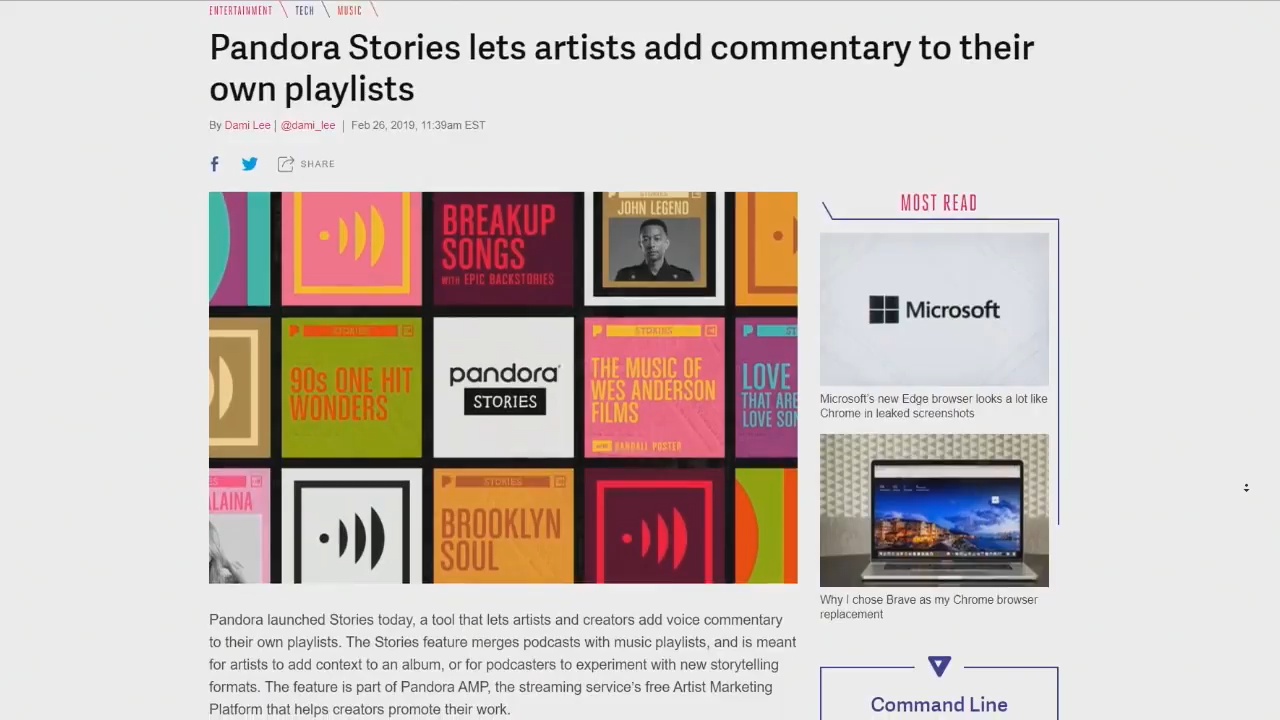 ENTERTAINMENT TECH MUSIC
Pandora Stories lets artists add commentary to their
own playlists
By Dami Lee | @dami_lee | Feb 26, 2019, 11:39am EST
SHARE
BREAKUP
SONGS
WITH EPIC BACKSTORIES
STORIES
JOHN LEGEND
STORIES
90s ONE HIT
WONDERS
pandora
STORIES
STORIES
THE MUSIC OF
WES ANDERSON
FILMS
RANDALL POSTER
ST
LOVE
THAT ARE
LOVE SON
ES
LAINA
STORIES
BROOKLYN
SOUL
Pandora launched Stories today, a tool that lets artists and creators add voice commentary
to their own playlists. The Stories feature merges podcasts with music playlists, and is meant
for artists to add context to an album, or for podcasters to experiment with new storytelling
formats. The feature is part of Pandora AMP, the streaming service's free Artist Marketing
Platform that helps creators promote their work.
MOST READ
Microsoft
Microsoft's new Edge browser looks a lot like
Chrome in leaked screenshots
Why I chose Brave as my Chrome browser
replacement
Command Line